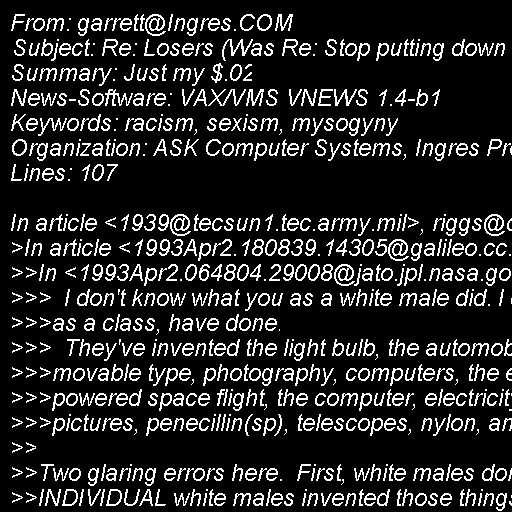 From: garrett@Ingres.COM
Subject: Re: Losers (Was Re: Stop putting down
Summary: Just my $.02
News-Software: VAX/VMS VNEWS 1.4-b1
Keywords: racism, sexism, mysogyny
Organization: ASK Computer Systems, Ingres Pr
Lines: 107

In article <1939@tecsun1.tec.army.mil>, riggs@
>In article <1993Apr2.180839.14305@galileo.cc.
>>In <1993Apr2.064804.29008@jato.jpl.nasa.go
>>>  I don't know what you as a white male did. I
>>>as a class, have done.
>>>  They've invented the light bulb, the automob
>>>movable type, photography, computers, the e
>>>powered space flight, the computer, electricity
>>>pictures, penecillin(sp), telescopes, nylon, an
>>
>>Two glaring errors here.  First, white males do
>>INDIVIDUAL white males invented those things